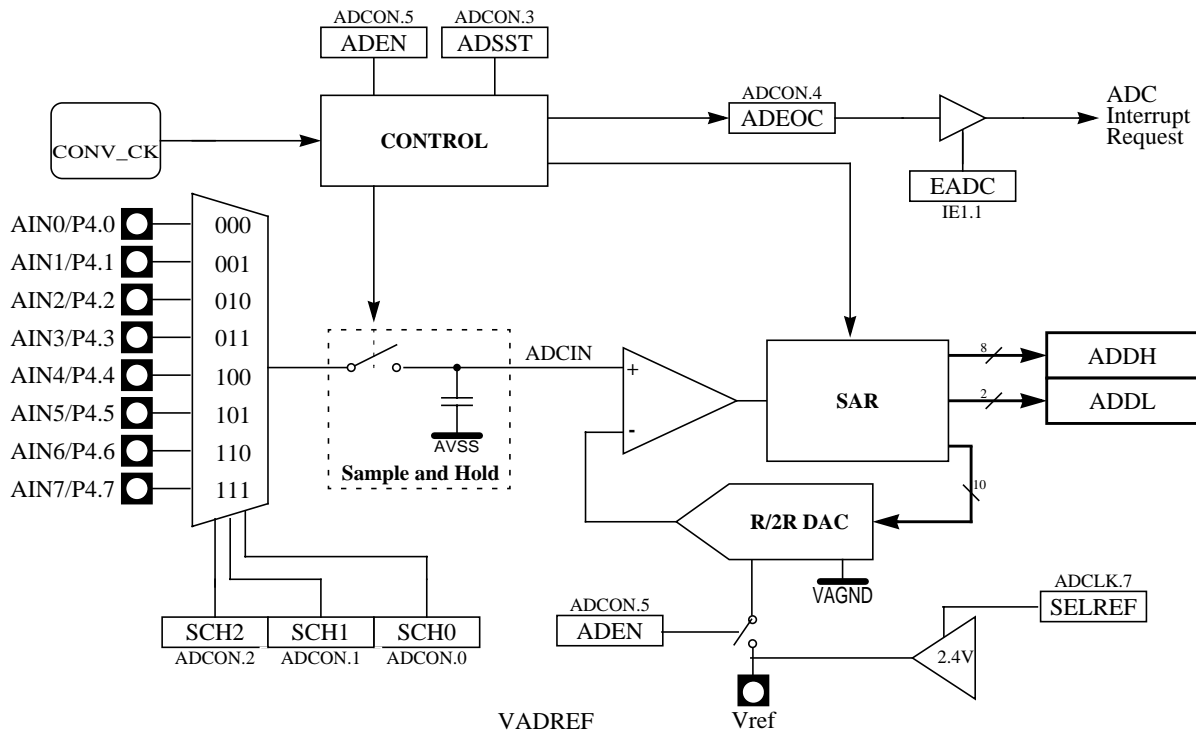 ADCON.5
ADEN
ADCON.3
ADSST
CONV_CK
CONTROL
ADCON.4
ADEOC
EADC
IE1.1
ADC
Interrupt
Request
AIN0/P4.0
000
AIN1/P4.1
001
AIN2/P4.2
010
AIN3/P4.3
011
AIN4/P4.4
100
AIN5/P4.5
101
AIN6/P4.6
110
AIN7/P4.7
111
AVSS
Sample and Hold
ADCIN
+
-
SAR
8
ADDH
2
ADDL
10
R/2R DAC
VAGND
SCH2
SCH1
SCH0
ADCON.2
ADCON.1
ADCON.0
ADCON.5
ADEN
ADCLK.7
SELREF
2.4V
VADREF
Vref